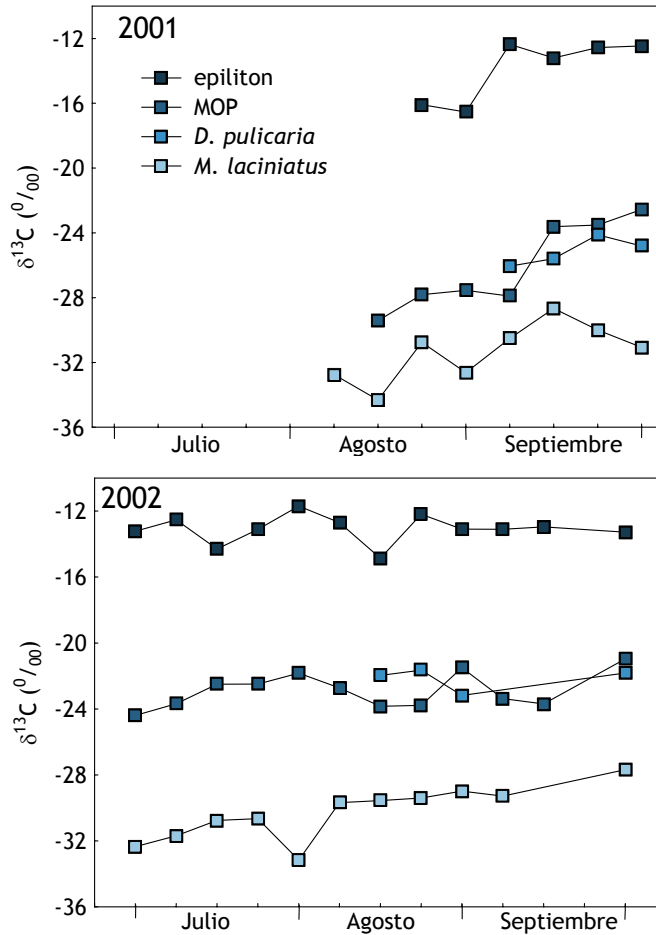 2001
epiliton
MOP
D. pulicaria
M. laciniatus
-12
-16
-20
-24
-28
-32
-36
δ¹³C (⁰/₀₀)
Julio Agosto Septiembre
2002
-12
-16
-20
-24
-28
-32
-36
δ¹³C (⁰/₀₀)
Julio Agosto Septiembre